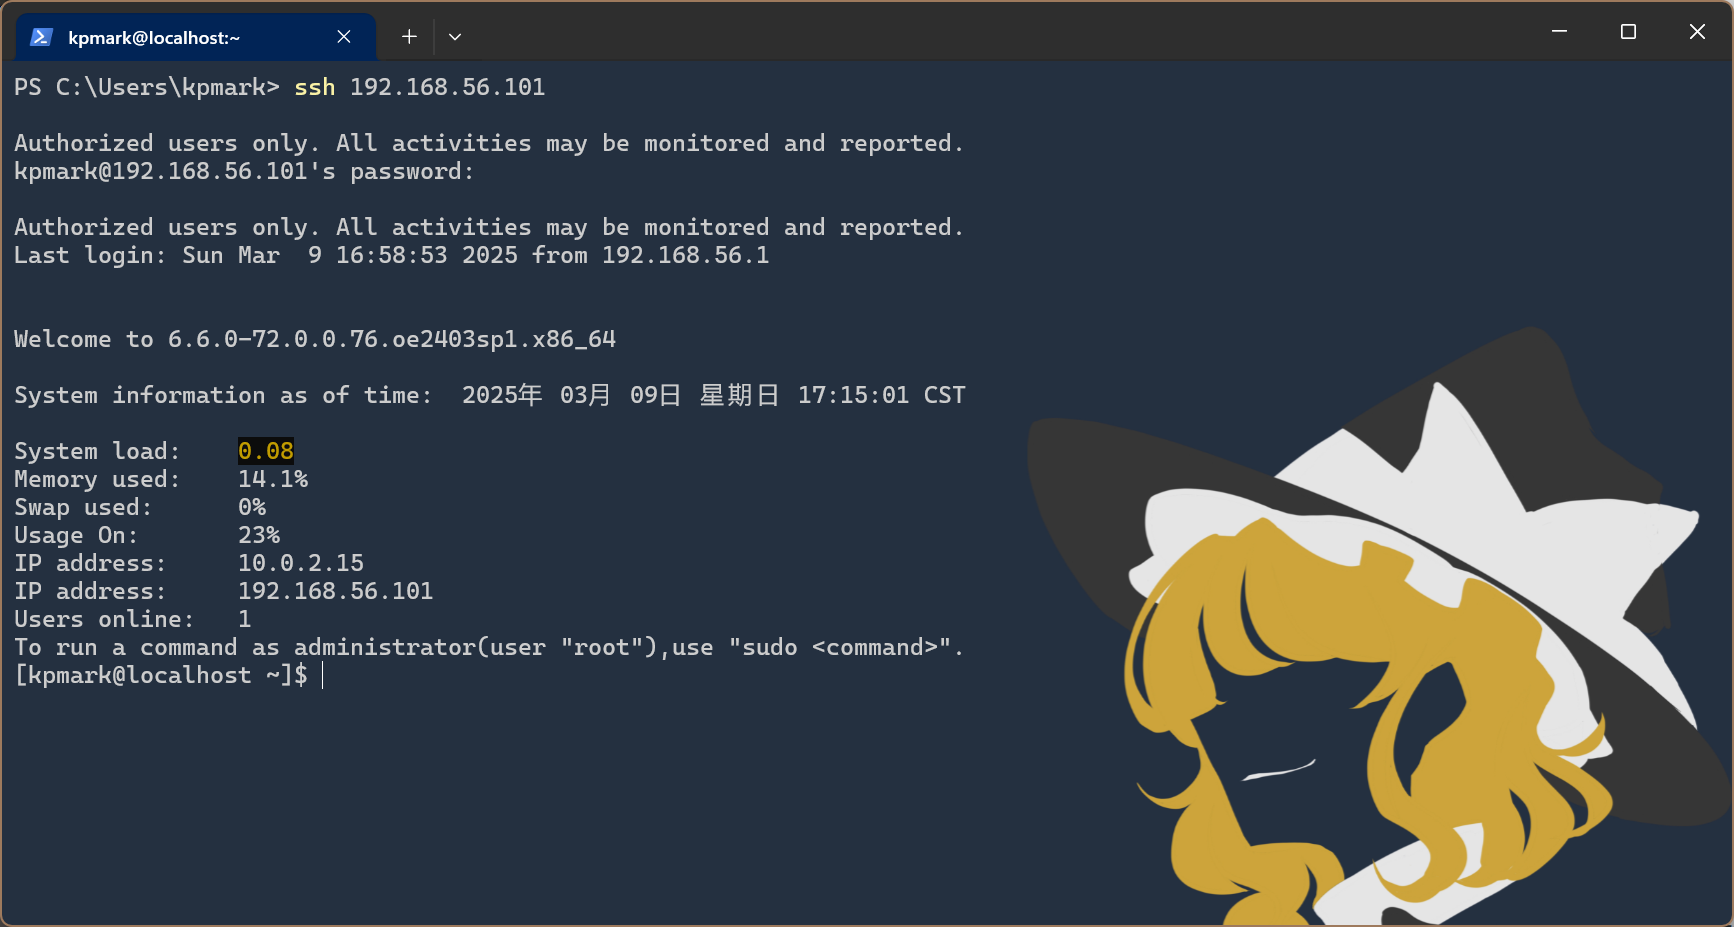 kpmark@localhost:~
PS C:\Users\kpmark> ssh 192.168.56.101
Authorized users only. All activities may be monitored and reported.
kpmark@192.168.56.101's password:
Authorized users only. All activities may be monitored and reported.
Last login: Sun Mar  9 16:58:53 2025 from 192.168.56.1
Welcome to 6.6.0-72.0.0.76.oe2403sp1.x86_64
System information as of time:  2025年 03月 09日 星期日 17:15:01 CST
System load:    0.08
Memory used:    14.1%
Swap used:      0%
Usage On:       23%
IP address:     10.0.2.15
IP address:     192.168.56.101
Users online:   1
To run a command as administrator(user "root"),use "sudo <command>".
[kpmark@localhost ~]$